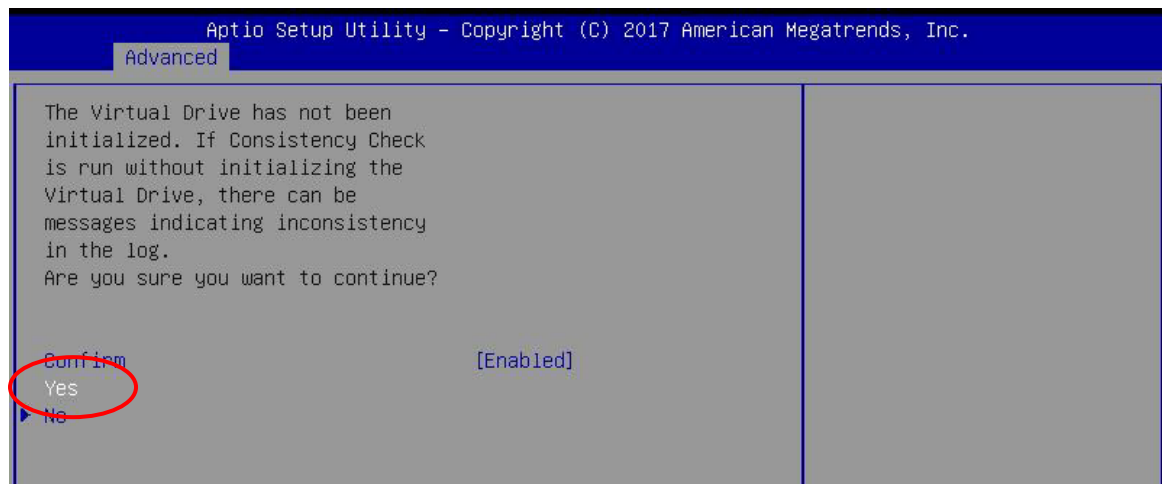 Aptio Setup Utility – Copyright (C) 2017 American Megatrends, Inc.
Advanced
The Virtual Drive has not been
initialized. If Consistency Check
is run without initializing the
Virtual Drive, there can be
messages indicating inconsistency
in the log.
Are you sure you want to continue?
Confirm [Enabled]
Yes
No